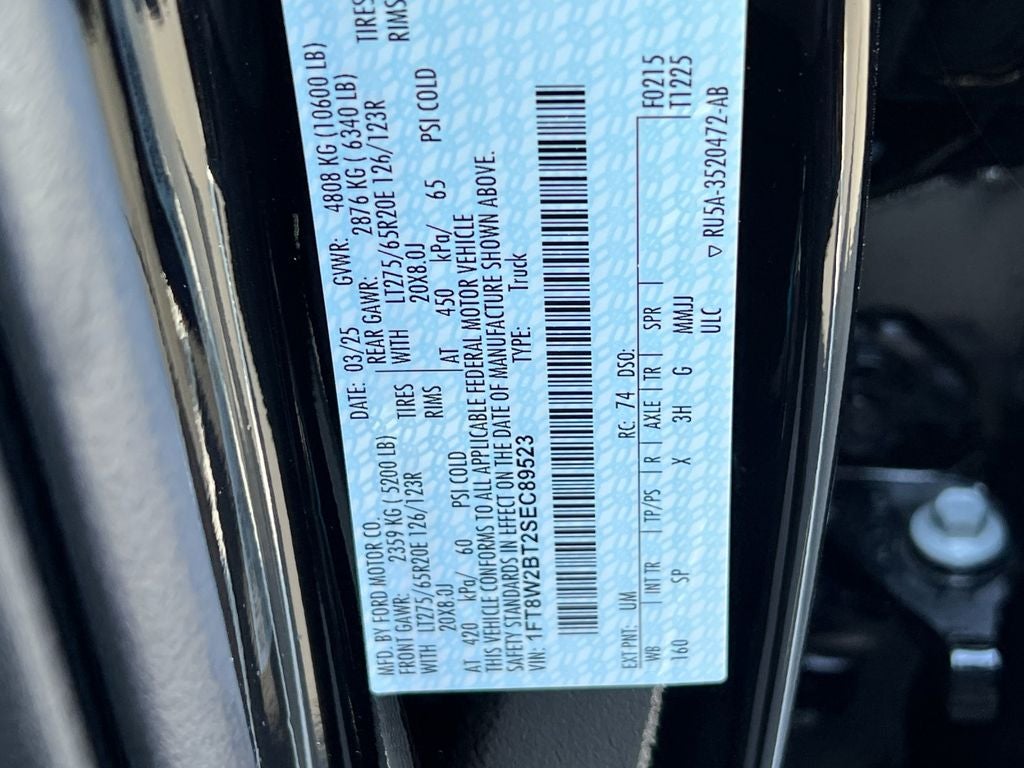 MFD. BY FORD MOTOR CO.
DATE: 03/25 GVWR: 4808 KG (10600 LB)
FRONT GAWR: 2359 KG ( 5200 LB) REAR GAWR: 2876 KG ( 6340 LB)
WITH LT275/65R20E 126/123R TIRES WITH LT275/65R20E 126/123R TIRES
20X8.0J RIMS 20X8.0J RIMS
AT 420 kPa/ 60 PSI COLD AT 450 kPa/ 65 PSI COLD
THIS VEHICLE CONFORMS TO ALL APPLICABLE FEDERAL MOTOR VEHICLE
SAFETY STANDARDS IN EFFECT ON THE DATE OF MANUFACTURE SHOWN ABOVE.
VIN: 1FT8W2BT2SEC89523 TYPE: Truck
EXT PNT: UM RC: 74 DSO: F0215
WB INT TR TP/PS R AXLE TR SPR T1225
160 SP X 3H G MMJJ
ULC ▽ RU5A-3520472-AB